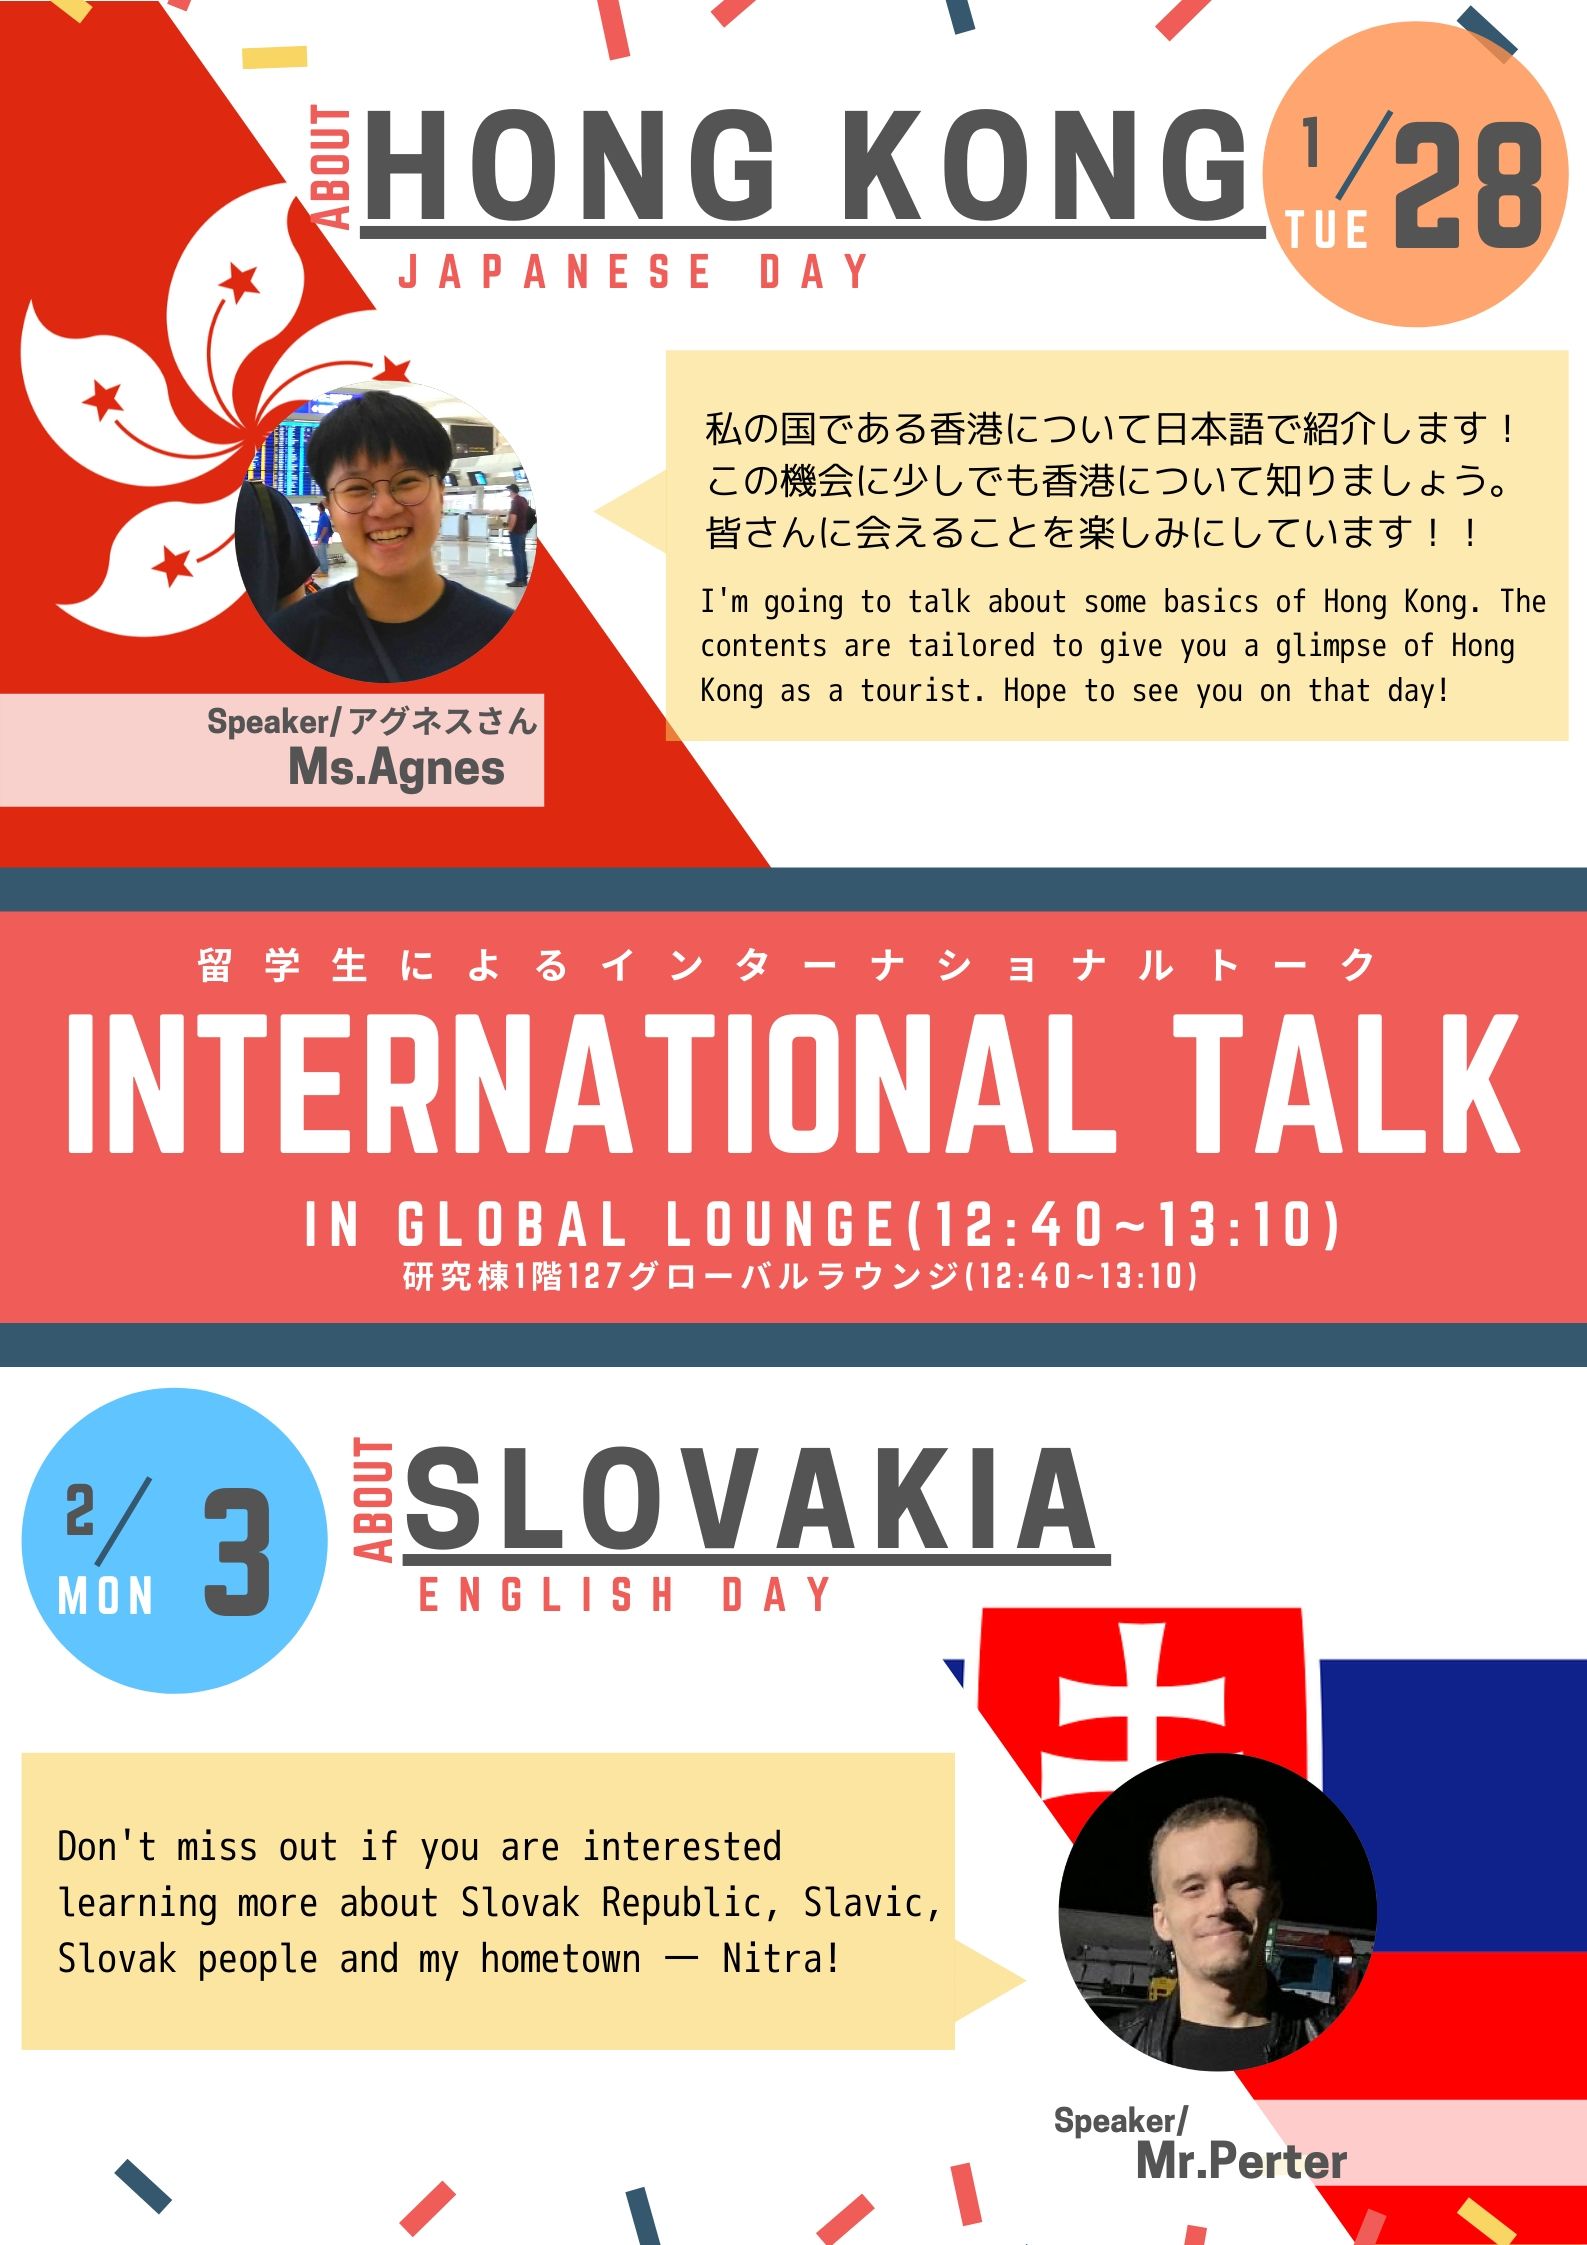 ABOUT
HONG KONG
1/28
TUE
JAPANESE DAY
私の国である香港について日本語で紹介します！
この機会に少しでも香港について知りましょう。
皆さんに会えることを楽しみにしています！！
I'm going to talk about some basics of Hong Kong. The
contents are tailored to give you a glimpse of Hong
Kong as a tourist. Hope to see you on that day!
Speaker/アグネスさん
Ms.Agnes
留学生によるインターナショナルトーク
INTERNATIONAL TALK
IN GLOBAL LOUNGE(12:40~13:10)
研究棟1階127グローバルラウンジ(12:40~13:10)
2/3
MON
ABOUT
SLOVAKIA
ENGLISH DAY
Don't miss out if you are interested
learning more about Slovak Republic, Slavic,
Slovak people and my hometown — Nitra!
Speaker/
Mr.Perter